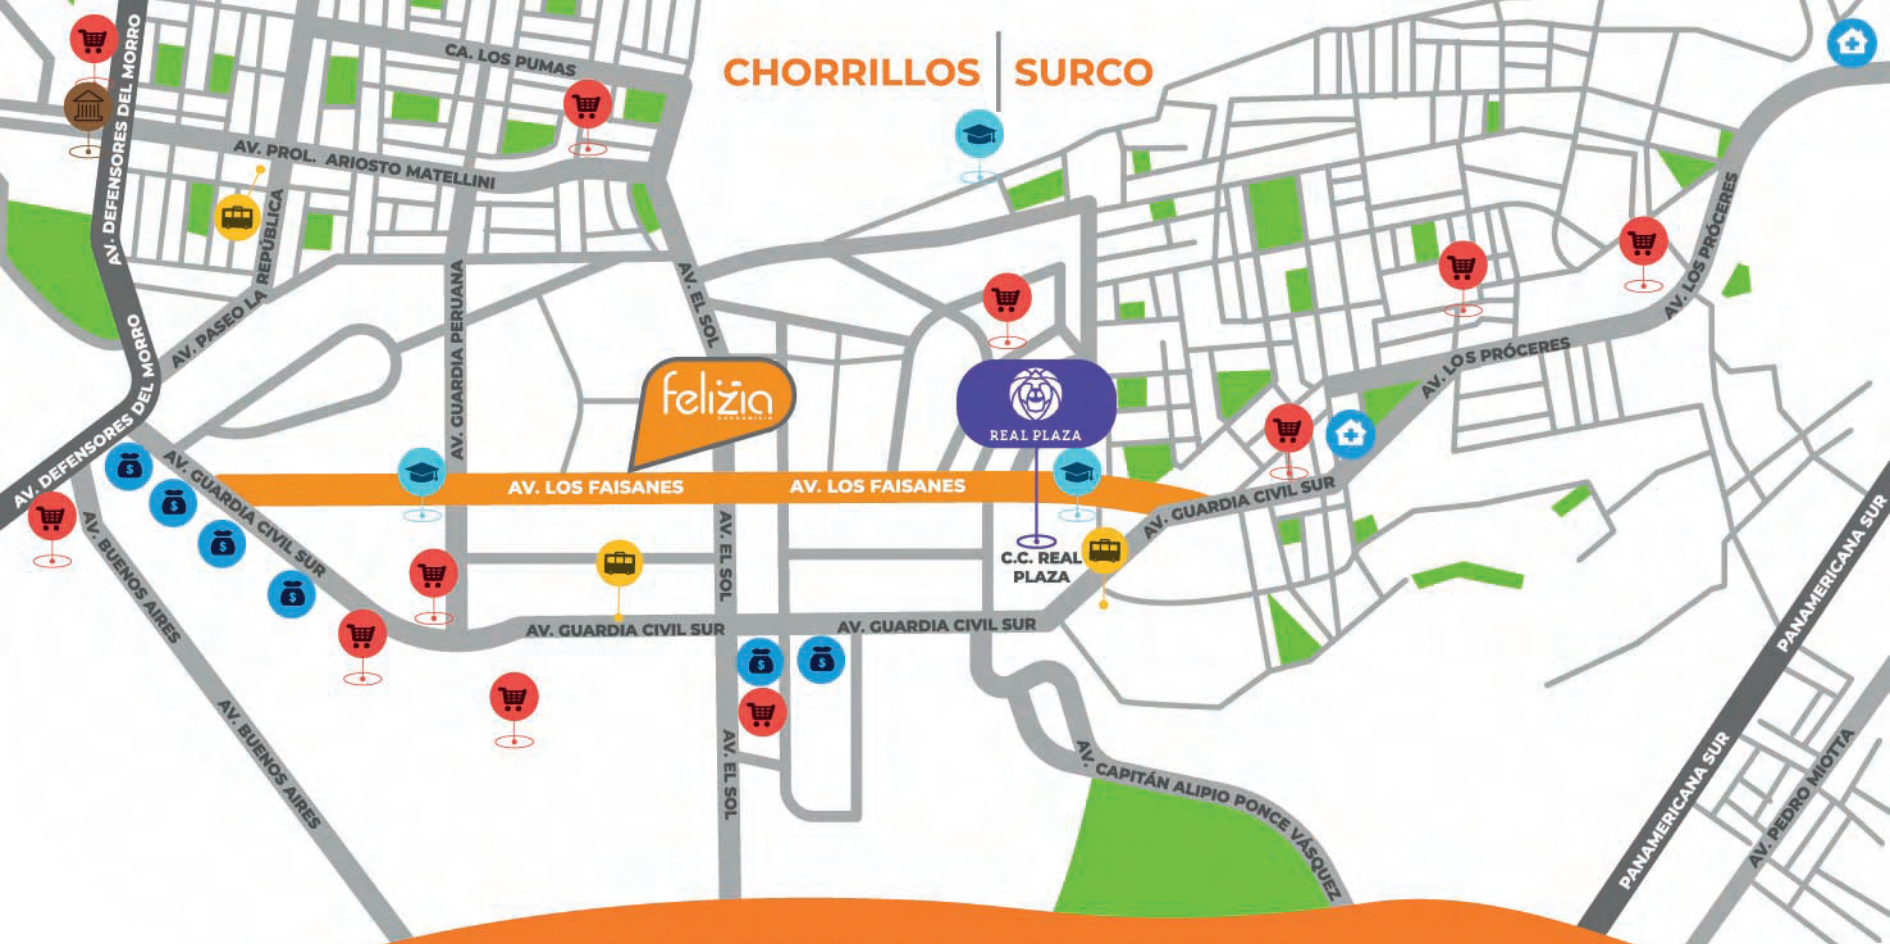 CHORRILLOS
SURCO
CA. LOS PUMAS
AV. DEFENSORES DEL MORRO
AV. PROL. ARIOSTO MATELLINI
AV. PASEO LA REPÚBLICA
AV. GUARDIA PERUANA
AV. EL SOL
AV. LOS PRÓCERES
AV. LOS PRÓCERES
felizia
CONDOMINIO
REAL PLAZA
AV. DEFENSORES DEL MORRO
AV. LOS FAISANES
AV. LOS FAISANES
AV. GUARDIA CIVIL SUR
AV. GUARDIA CIVIL SUR
AV. BUENOS AIRES
AV. EL SOL
C.C. REAL
PLAZA
AV. GUARDIA CIVIL SUR
AV. GUARDIA CIVIL SUR
PANAMERICANA SUR
AV. BUENOS AIRES
AV. EL SOL
AV. CAPITÁN ALIPIO PONCE VÁSQUEZ
PANAMERICANA SUR
AV. PEDRO MIOTTA